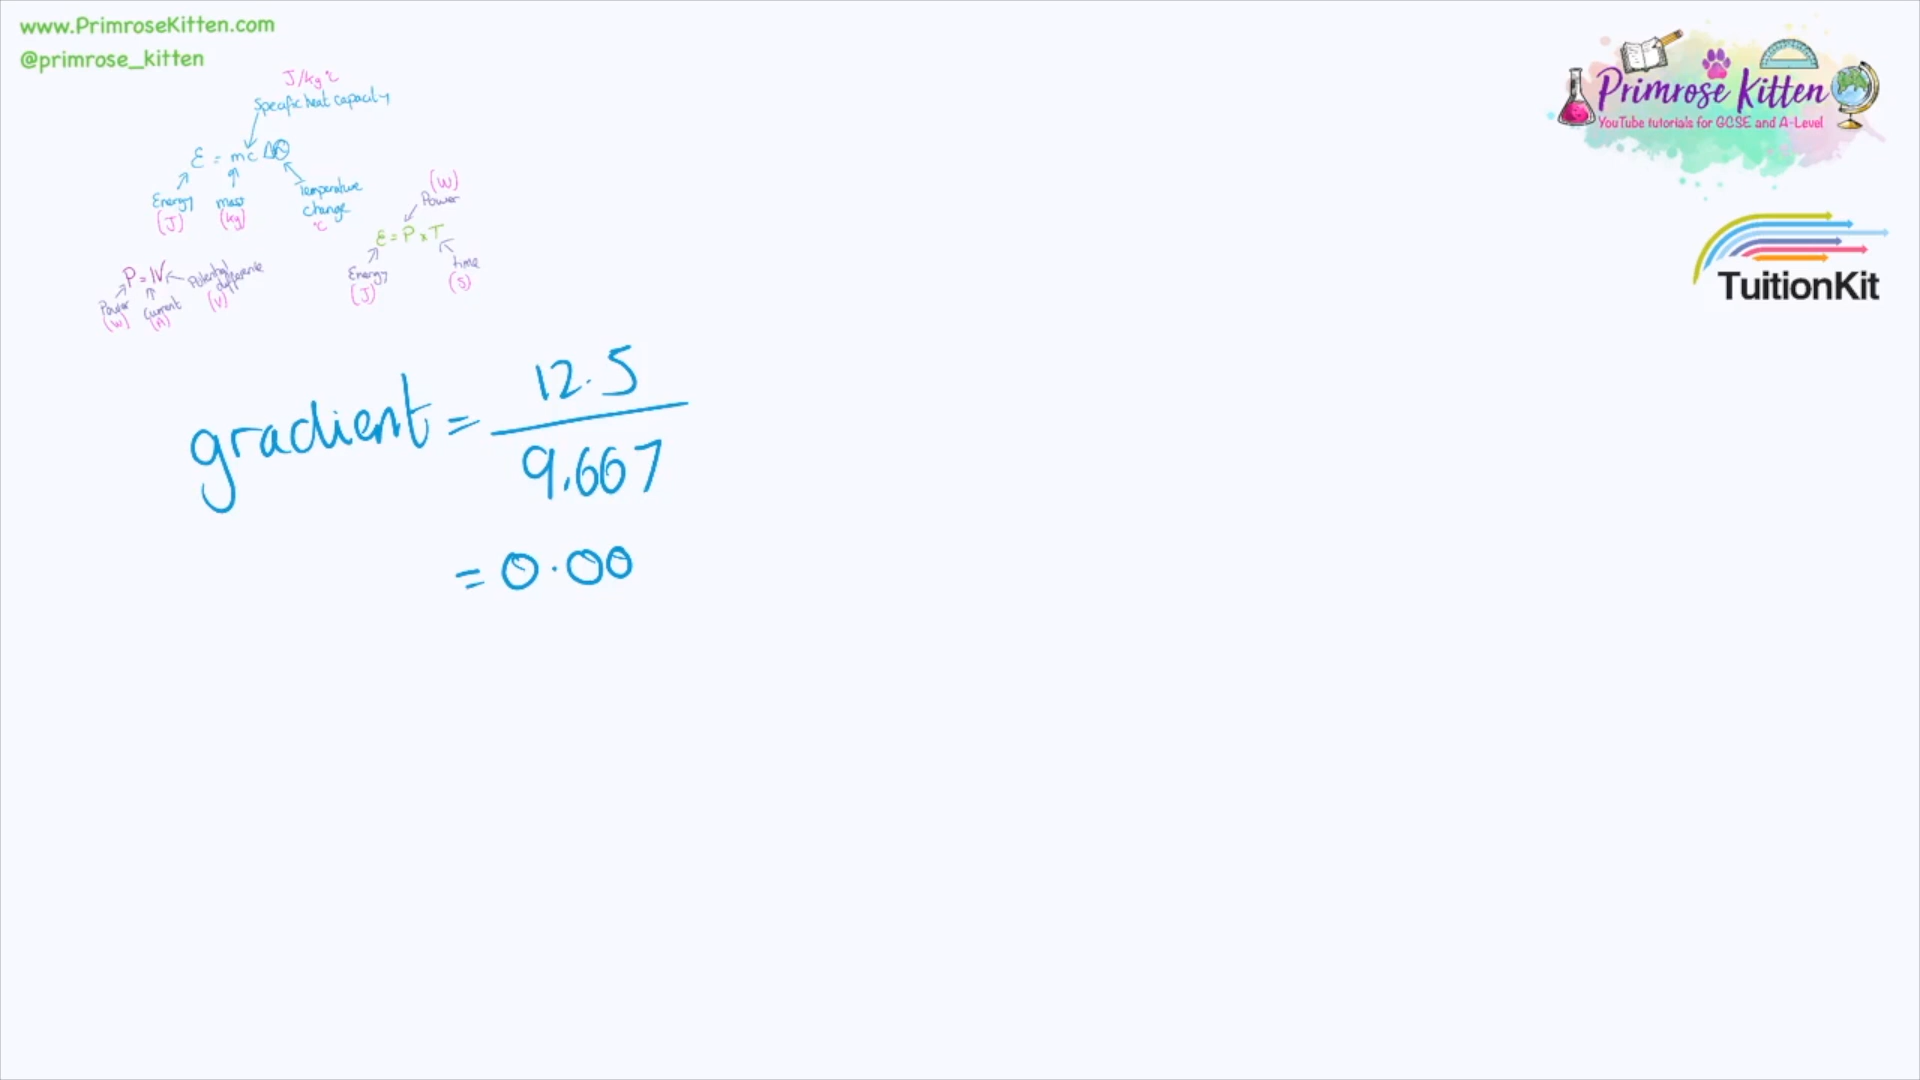 www.PrimroseKitten.com
@primrose_kitten
J/kg°C
Specific heat capacity
E = mcΔθ
Energy
(J)
mass
(kg)
Temperature
change
°C
(W)
Power
E = P x T
Energy
(J)
time
(S)
P = IV
Power
(W)
Current
(A)
Potential
difference
(V)
gradient = 12.5
9.667
= 0.00
Primrose Kitten
YouTube tutorials for GCSE and A-Level
TuitionKit